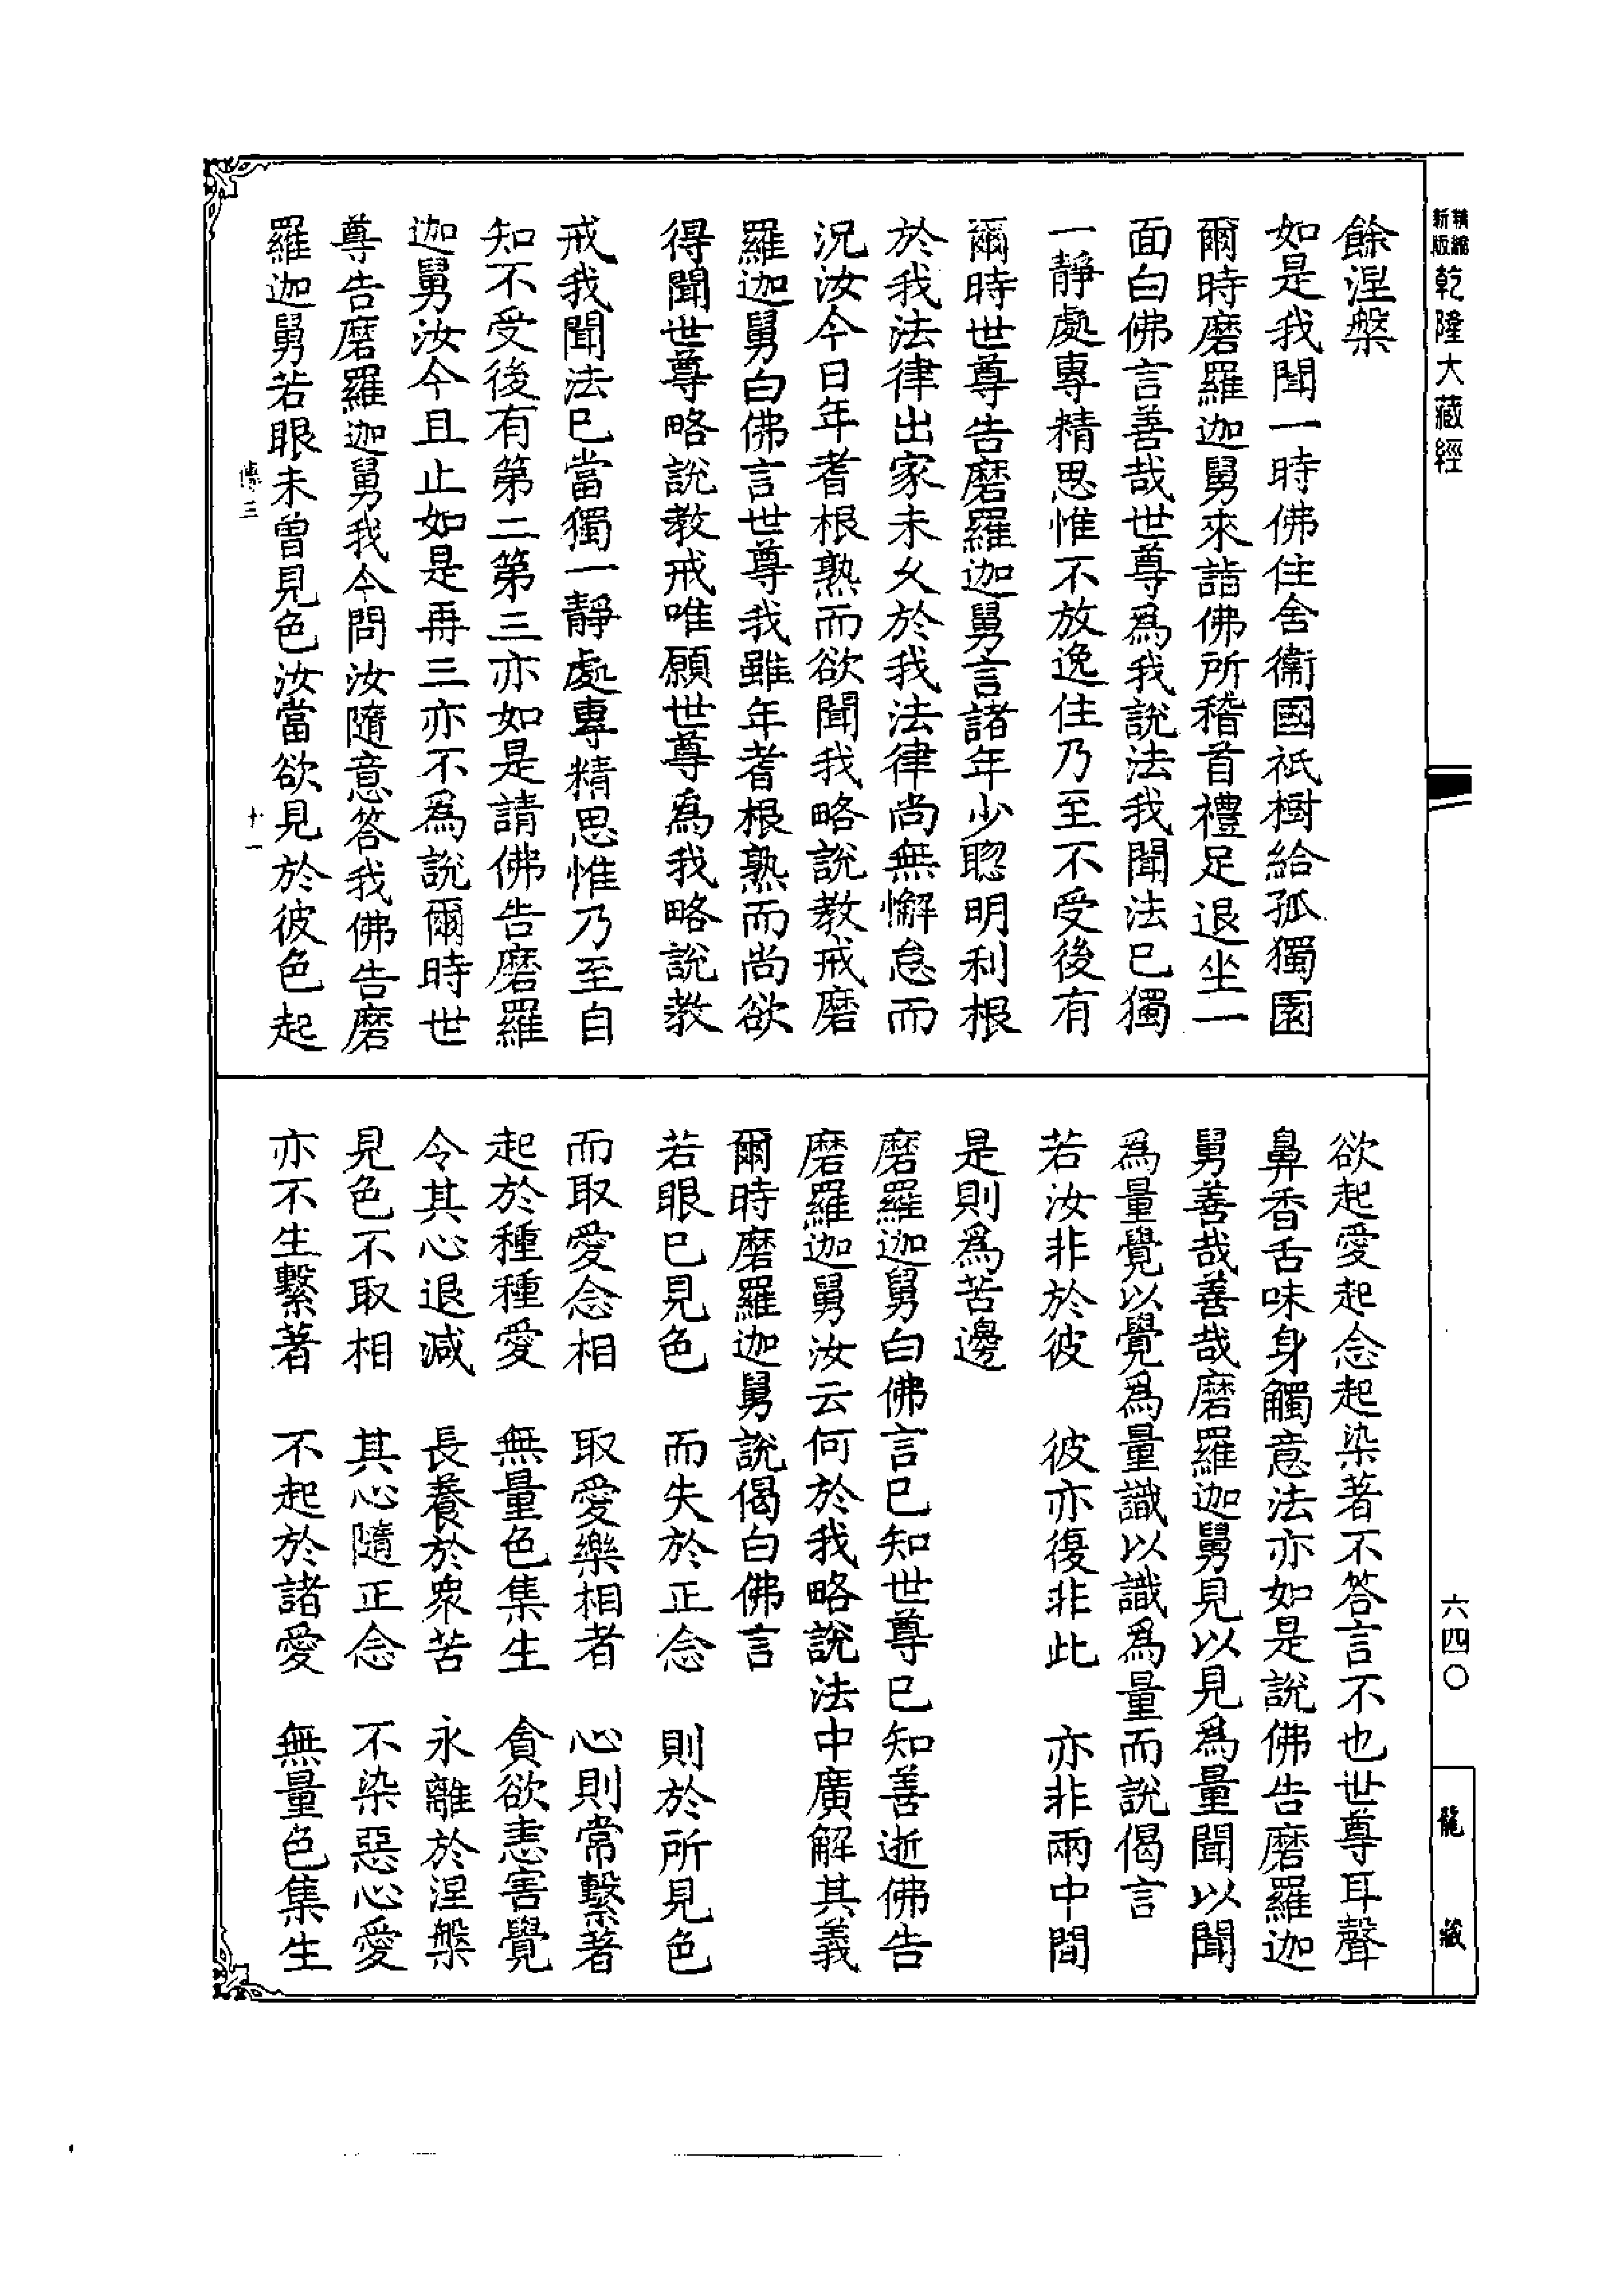 精縮新版乾隆大藏經
六四〇
龍藏
餘涅槃
如是我聞一時佛住舍衞國祇樹給孤獨園
爾時磨羅迦舅來詣佛所稽首禮足退坐一
面白佛言善哉世尊爲我說法我聞法已獨
一靜處專精思惟不放逸住乃至不受後有
爾時世尊告磨羅迦舅言諸年少聰明利根
於我法律出家未久於我法律尚無懈怠而
況汝今日年耆根熟而欲聞我略說教戒磨
羅迦舅白佛言世尊我雖年耆根熟而尚欲
得聞世尊略說教戒唯願世尊爲我略說教
戒我聞法已當獨一靜處專精思惟乃至自
知不受後有第二第三亦如是請佛告磨羅
迦舅汝今且止如是再三亦不爲說爾時世
尊告磨羅迦舅我今問汝隨意答我佛告磨
羅迦舅若眼未曾見色汝當欲見於彼色起
十一
欲起愛起念起染著不答言不也世尊耳聲
鼻香舌味身觸意法亦如是說佛告磨羅迦
舅善哉善哉磨羅迦舅見以見爲量聞以聞
爲量覺以覺爲量識以識爲量而說偈言
若汝非於彼　彼亦復非此　亦非兩中間
是則爲苦邊
磨羅迦舅白佛言已知世尊已知善逝佛告
磨羅迦舅汝云何於我略說法中廣解其義
爾時磨羅迦舅說偈白佛言
若眼已見色　而失於正念　則於所見色
而取愛念相　取愛樂相者　心則常繫著
起於種種愛　無量色集生　貪欲恚害覺
令其心退減　長養於衆苦　永離於涅槃
見色不取相　其心隨正念　不染惡心愛
亦不生繫著　不起於諸愛　無量色集生